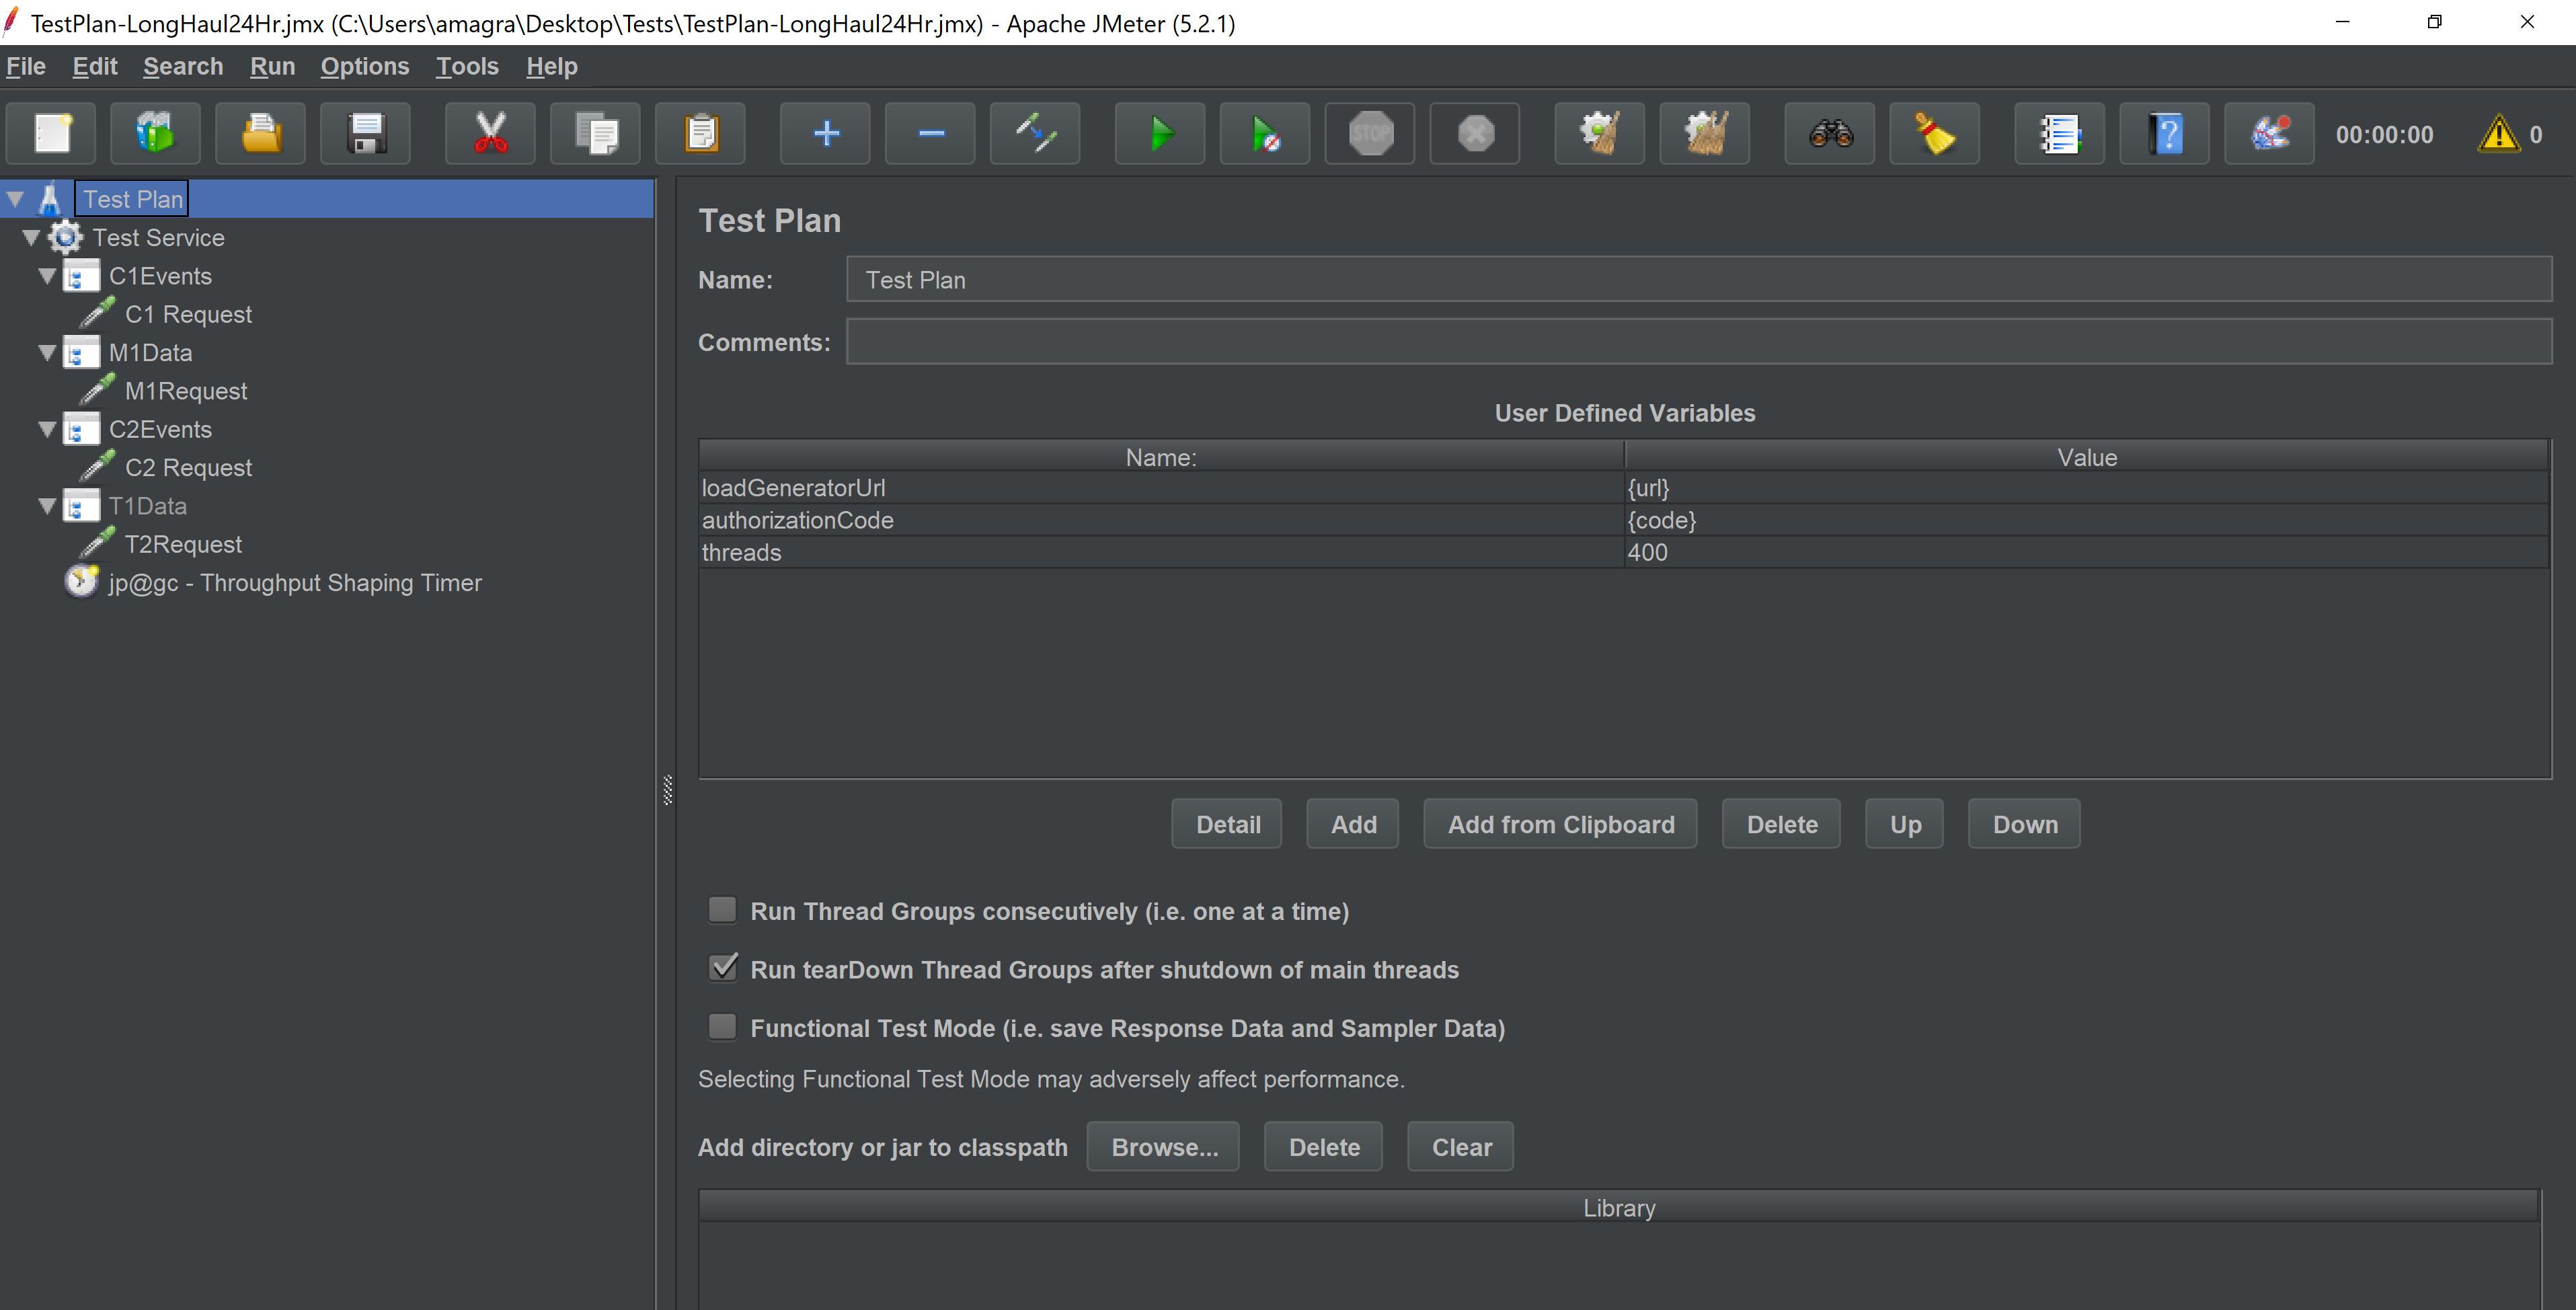 TestPlan-LongHaul24Hr.jmx (C:\Users\amagra\Desktop\Tests\TestPlan-LongHaul24Hr.jmx) - Apache JMeter (5.2.1)
File Edit Search Run Options Tools Help
STOP
00:00:00
0
Test Plan
Test Service
C1Events
C1 Request
M1Data
M1Request
C2Events
C2 Request
T1Data
T2Request
jp@gc - Throughput Shaping Timer
Test Plan
Name: Test Plan
Comments:
User Defined Variables
Name: Value
loadGeneratorUrl {url}
authorizationCode {code}
threads 400
Detail Add Add from Clipboard Delete Up Down
Run Thread Groups consecutively (i.e. one at a time)
Run tearDown Thread Groups after shutdown of main threads
Functional Test Mode (i.e. save Response Data and Sampler Data)
Selecting Functional Test Mode may adversely affect performance.
Add directory or jar to classpath Browse... Delete Clear
Library